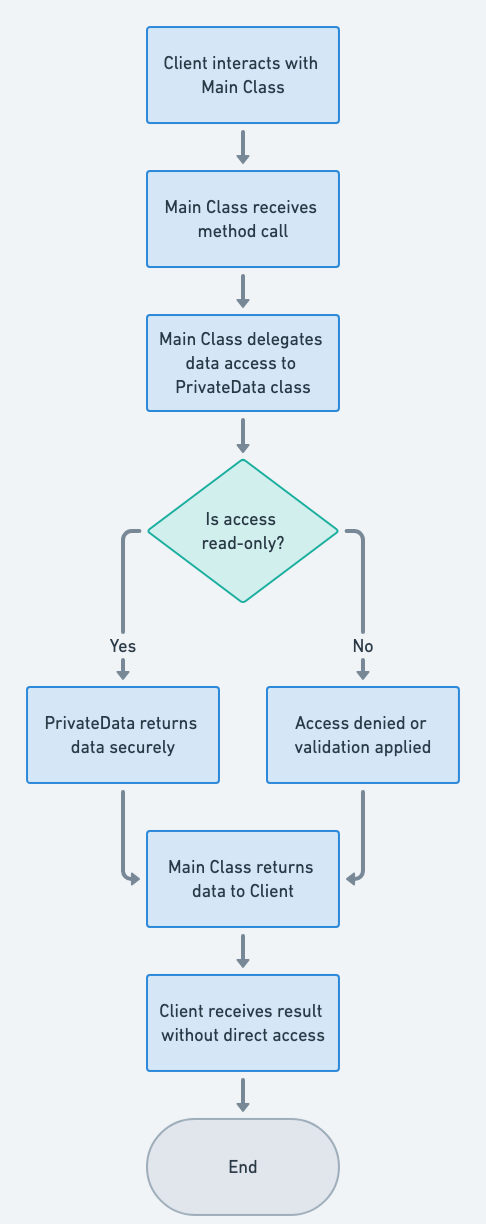 Client interacts with
Main Class
Main Class receives
method call
Main Class delegates
data access to
PrivateData class
Is access
read-only?
Yes
No
PrivateData returns
data securely
Access denied or
validation applied
Main Class returns
data to Client
Client receives result
without direct access
End